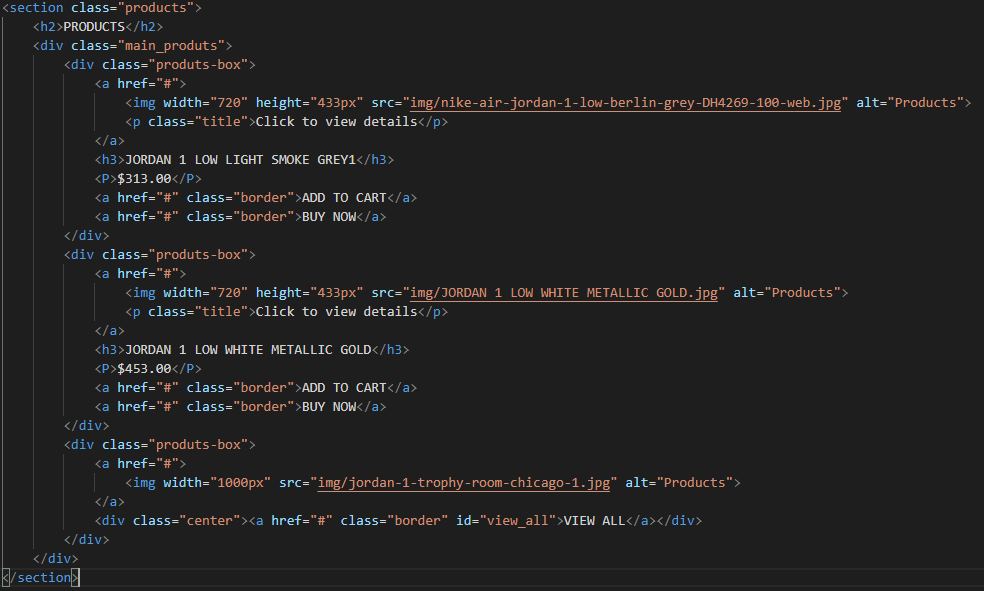 <section class="products">
<h2>PRODUCTS</h2>
<div class="main_produts">
<div class="produts-box">
<a href="#">
<img width="720" height="433px" src="img/nike-air-jordan-1-low-berlin-grey-DH4269-100-web.jpg" alt="Products">
<p class="title">Click to view details</p>
</a>
<h3>JORDAN 1 LOW LIGHT SMOKE GREY1</h3>
<P>$313.00</P>
<a href="#" class="border">ADD TO CART</a>
<a href="#" class="border">BUY NOW</a>
</div>
<div class="produts-box">
<a href="#">
<img width="720" height="433px" src="img/JORDAN 1 LOW WHITE METALLIC GOLD.jpg" alt="Products">
<p class="title">Click to view details</p>
</a>
<h3>JORDAN 1 LOW WHITE METALLIC GOLD</h3>
<P>$453.00</P>
<a href="#" class="border">ADD TO CART</a>
<a href="#" class="border">BUY NOW</a>
</div>
<div class="produts-box">
<a href="#">
<img width="1000px" src="img/jordan-1-trophy-room-chicago-1.jpg" alt="Products">
</a>
<div class="center"><a href="#" class="border" id="view_all">VIEW ALL</a></div>
</div>
</div>
</section>